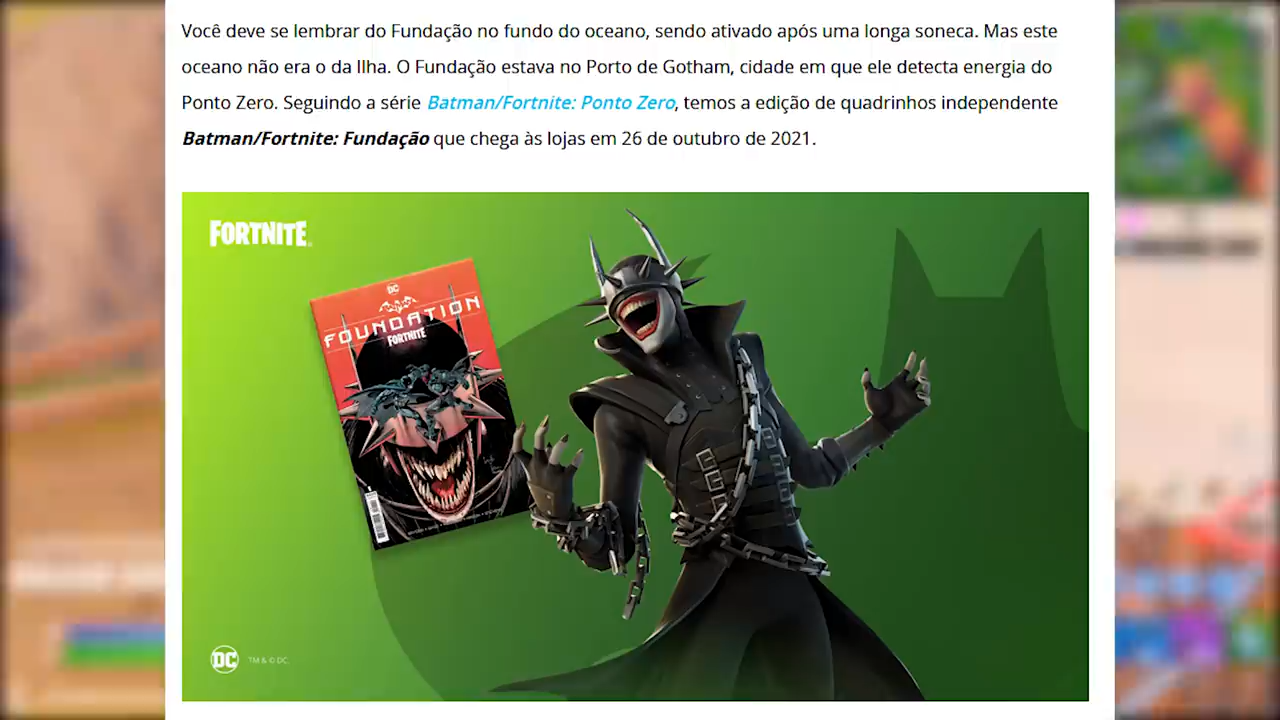 Você deve se lembrar do Fundação no fundo do oceano, sendo ativado após uma longa soneca. Mas este
oceano não era o da Ilha. O Fundação estava no Porto de Gotham, cidade em que ele detecta energia do
Ponto Zero. Seguindo a série Batman/Fortnite: Ponto Zero, temos a edição de quadrinhos independente
Batman/Fortnite: Fundação que chega às lojas em 26 de outubro de 2021.
FORTNITE
DC
FOUNDATION
FORTNITE
DC
TM & © DC.